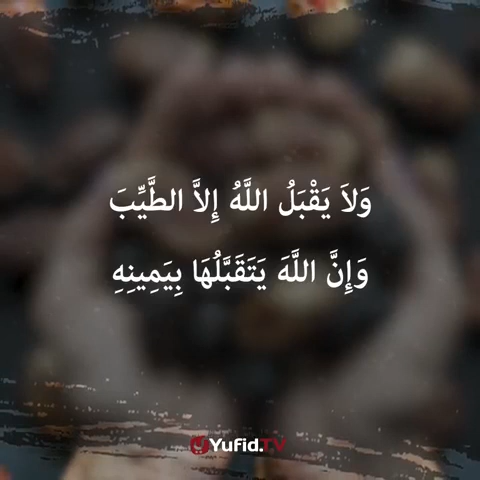 وَلاَ يَقْبَلُ اللَّهُ إِلاَّ الطَّيِّبَ
وَإِنَّ اللَّهَ يَتَقَبَّلُهَا بِيَمِينِهِ
Yufid.TV